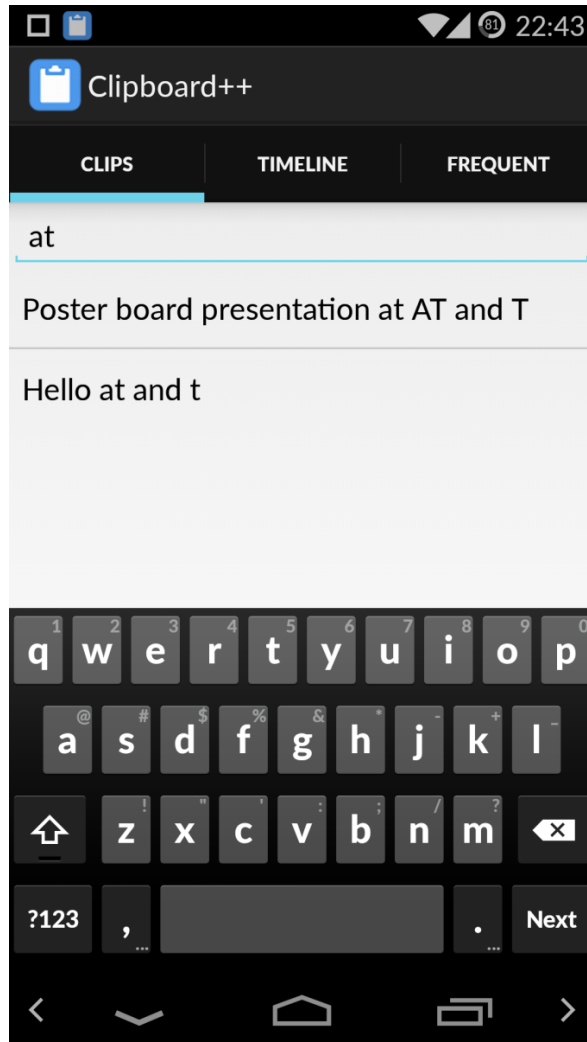 81 22:43
Clipboard++
CLIPS TIMELINE FREQUENT
at
Poster board presentation at AT and T
Hello at and t
1 2 3 4 5 6 7 8 9 0
q w e r t y u i o p
@ # $ % & * - + _
a s d f g h j k l
! " ' : ; / ?
z x c v b n m
?123 , ... . ... Next